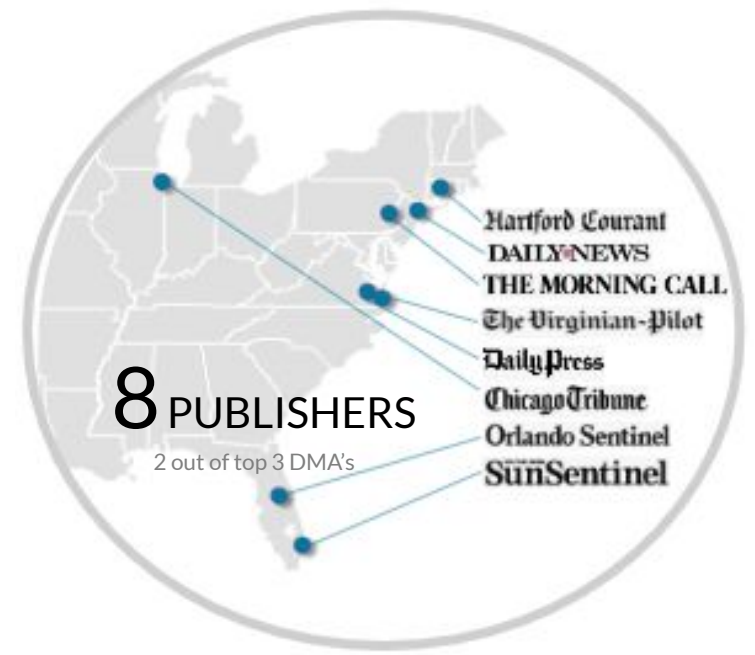 Hartford Courant
DAILY NEWS
THE MORNING CALL
The Virginian-Pilot
Daily Press
Chicago Tribune
Orlando Sentinel
SunSentinel
8 PUBLISHERS
2 out of top 3 DMA's